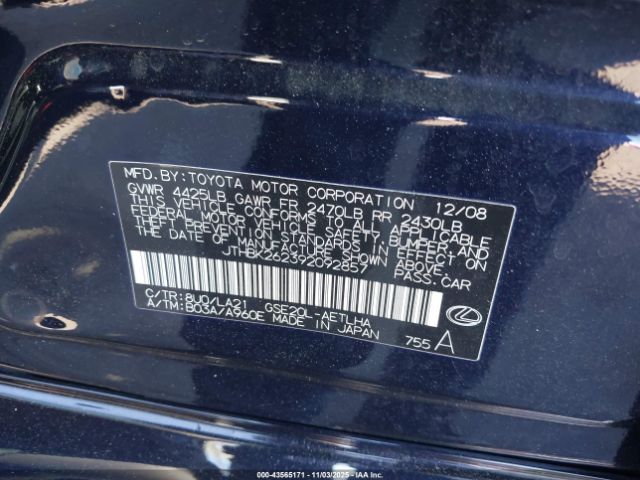 MFD.BY:TOYOTA MOTOR CORPORATION 12/08
GVWR 4425LB GAWR FR 2470LB RR 2430LB
THIS VEHICLE CONFORMS TO ALL APPLICABLE
FEDERAL MOTOR VEHICLE SAFETY, BUMPER, AND
THEFT PREVENTION STANDARDS IN EFFECT ON
THE DATE OF MANUFACTURE SHOWN ABOVE.
JTHBK262392092857 PASS.CAR
C/TR:8U0/LA21 GSE20L-AETLHA
A/TM:B03A/A960E MADE IN JAPAN
755 A
000-43565171 - 11/03/2025 - IAAI.COM